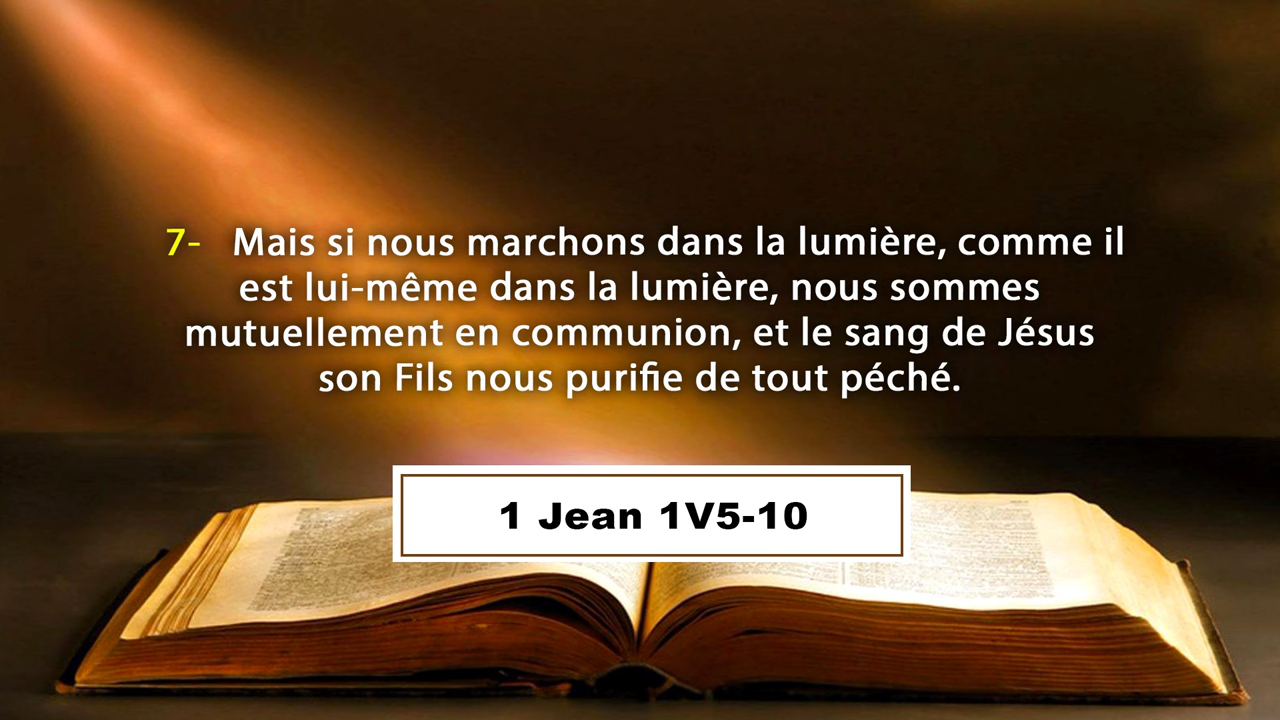 7- Mais si nous marchons dans la lumière, comme il
est lui-même dans la lumière, nous sommes
mutuellement en communion, et le sang de Jésus
son Fils nous purifie de tout péché.
1 Jean 1V5-10